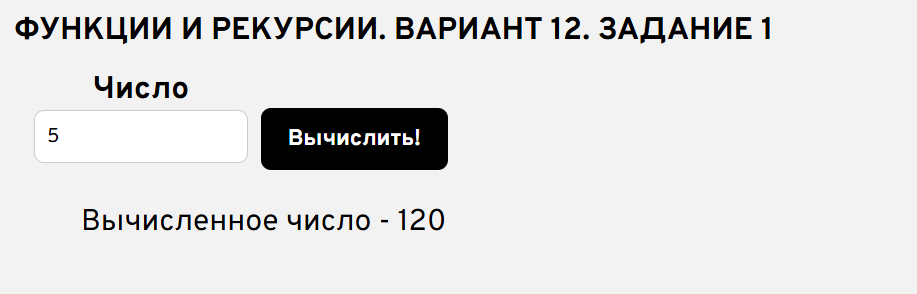 ФУНКЦИИ И РЕКУРСИИ. ВАРИАНТ 12. ЗАДАНИЕ 1
Число
5
Вычислить!
Вычисленное число - 120